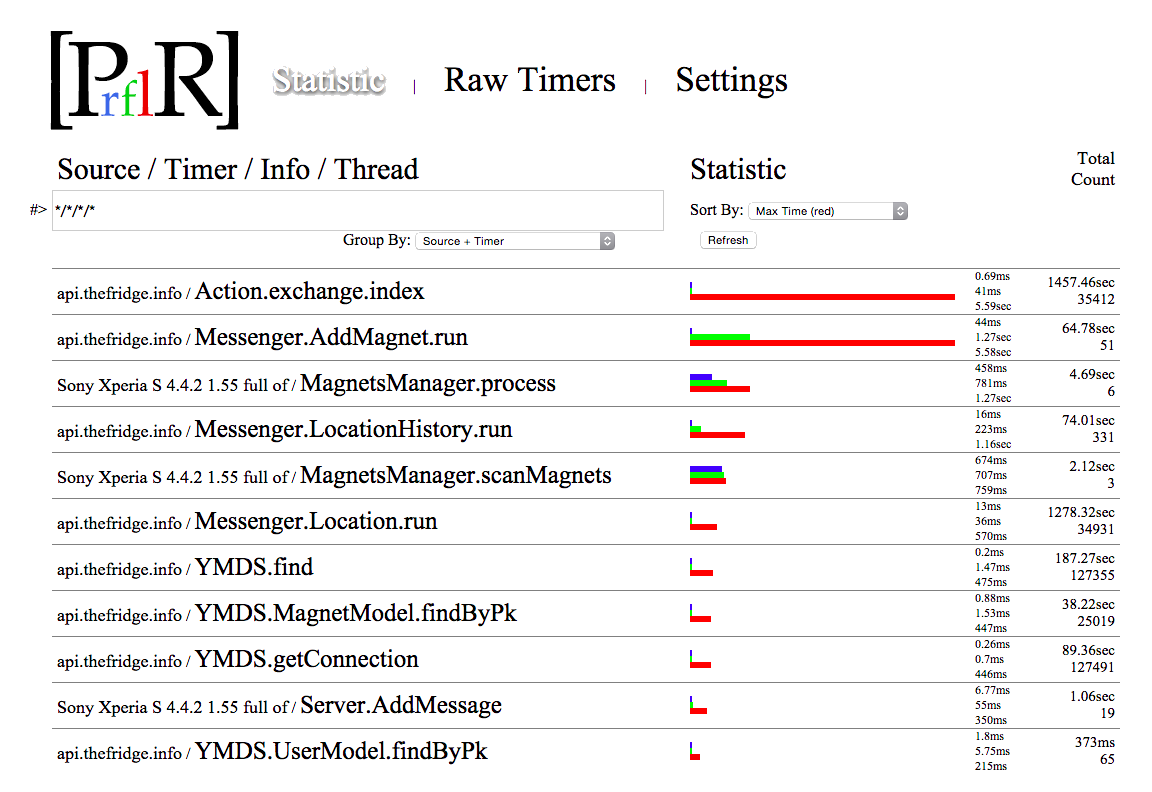 [PrflR]
Statistic | Raw Timers | Settings
Source / Timer / Info / Thread
Statistic
Total
Count
#> */*/*/*
Sort By: Max Time (red)
Group By: Source + Timer
Refresh
api.thefridge.info / Action.exchange.index
0.69ms
41ms
5.59sec
1457.46sec
35412
api.thefridge.info / Messenger.AddMagnet.run
44ms
1.27sec
5.58sec
64.78sec
51
Sony Xperia S 4.4.2 1.55 full of / MagnetsManager.process
458ms
781ms
1.27sec
4.69sec
6
api.thefridge.info / Messenger.LocationHistory.run
16ms
223ms
1.16sec
74.01sec
331
Sony Xperia S 4.4.2 1.55 full of / MagnetsManager.scanMagnets
674ms
707ms
759ms
2.12sec
3
api.thefridge.info / Messenger.Location.run
13ms
36ms
570ms
1278.32sec
34931
api.thefridge.info / YMDS.find
0.2ms
1.47ms
475ms
187.27sec
127355
api.thefridge.info / YMDS.MagnetModel.findByPk
0.88ms
1.53ms
447ms
38.22sec
25019
api.thefridge.info / YMDS.getConnection
0.26ms
0.7ms
446ms
89.36sec
127491
Sony Xperia S 4.4.2 1.55 full of / Server.AddMessage
6.77ms
55ms
350ms
1.06sec
19
api.thefridge.info / YMDS.UserModel.findByPk
1.8ms
5.75ms
215ms
373ms
65